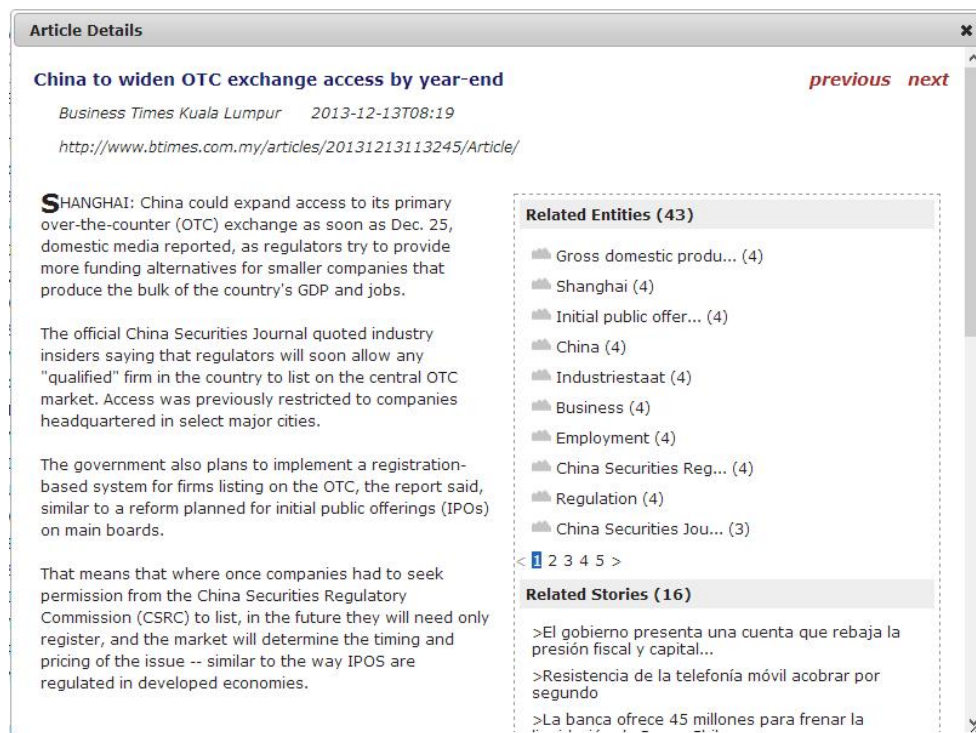 Article Details
China to widen OTC exchange access by year-end
previous next
Business Times Kuala Lumpur 2013-12-13T08:19
http://www.btimes.com.my/articles/20131213113245/Article/
SHANGHAI: China could expand access to its primary
over-the-counter (OTC) exchange as soon as Dec. 25,
domestic media reported, as regulators try to provide
more funding alternatives for smaller companies that
produce the bulk of the country's GDP and jobs.
The official China Securities Journal quoted industry
insiders saying that regulators will soon allow any
"qualified" firm in the country to list on the central OTC
market. Access was previously restricted to companies
headquartered in select major cities.
The government also plans to implement a registration-
based system for firms listing on the OTC, the report said,
similar to a reform planned for initial public offerings (IPOs)
on main boards.
That means that where once companies had to seek
permission from the China Securities Regulatory
Commission (CSRC) to list, in the future they will need only
register, and the market will determine the timing and
pricing of the issue -- similar to the way IPOS are
regulated in developed economies.
Related Entities (43)
Gross domestic produ... (4)
Shanghai (4)
Initial public offer... (4)
China (4)
Industriestaat (4)
Business (4)
Employment (4)
China Securities Reg... (4)
Regulation (4)
China Securities Jou... (3)
< 1 2 3 4 5 >
Related Stories (16)
>El gobierno presenta una cuenta que rebaja la
presión fiscal y capital...
>Resistencia de la telefonía móvil acobrar por
segundo
>La banca ofrece 45 millones para frenar la